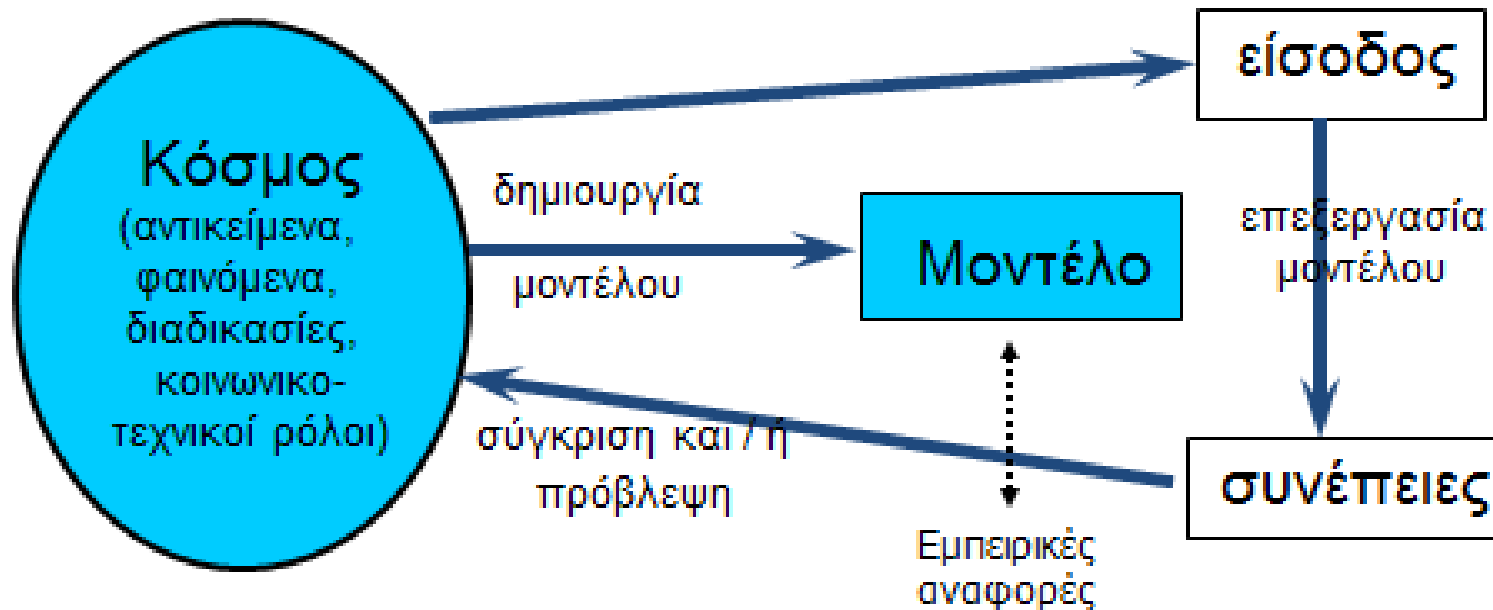 Κόσμος
(αντικείμενα,
φαινόμενα,
διαδικασίες,
κοινωνικο-
τεχνικοί ρόλοι)
δημιουργία
μοντέλου
Μοντέλο
είσοδος
επεξεργασία
μοντέλου
συνέπειες
σύγκριση και / ή
πρόβλεψη
Εμπειρικές
αναφορές